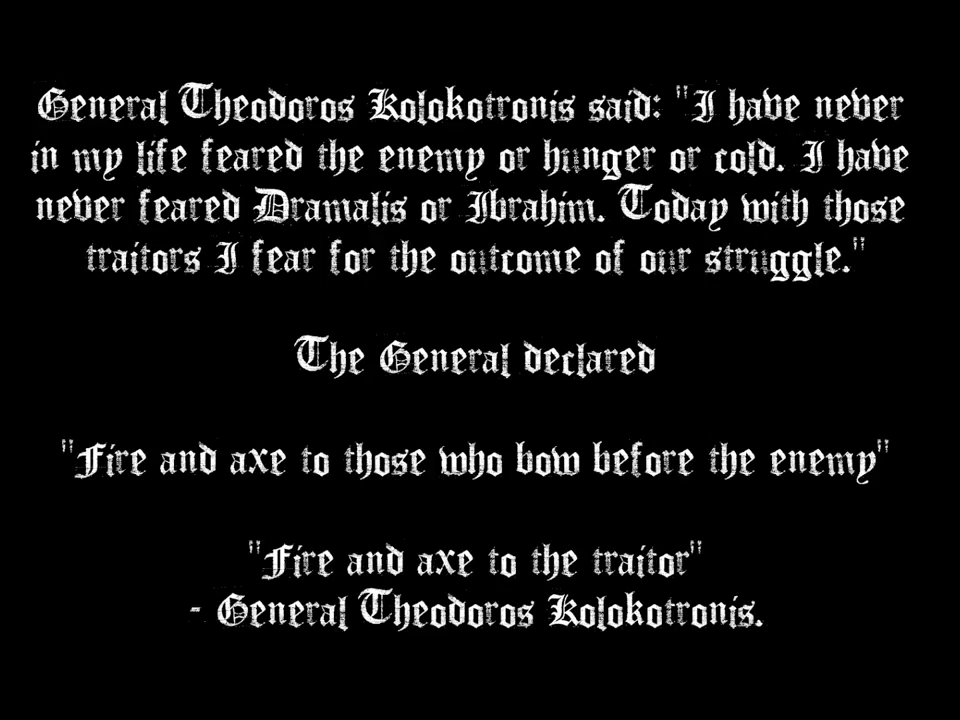 General Theodoros Kolokotronis said: "I have never
in my life feared the enemy or hunger or cold. I have
never feared Dramalis or Ibrahim. Today with those
traitors I fear for the outcome of our struggle."
The General declared
"Fire and axe to those who bow before the enemy"
"Fire and axe to the traitor"
- General Theodoros Kolokotronis.